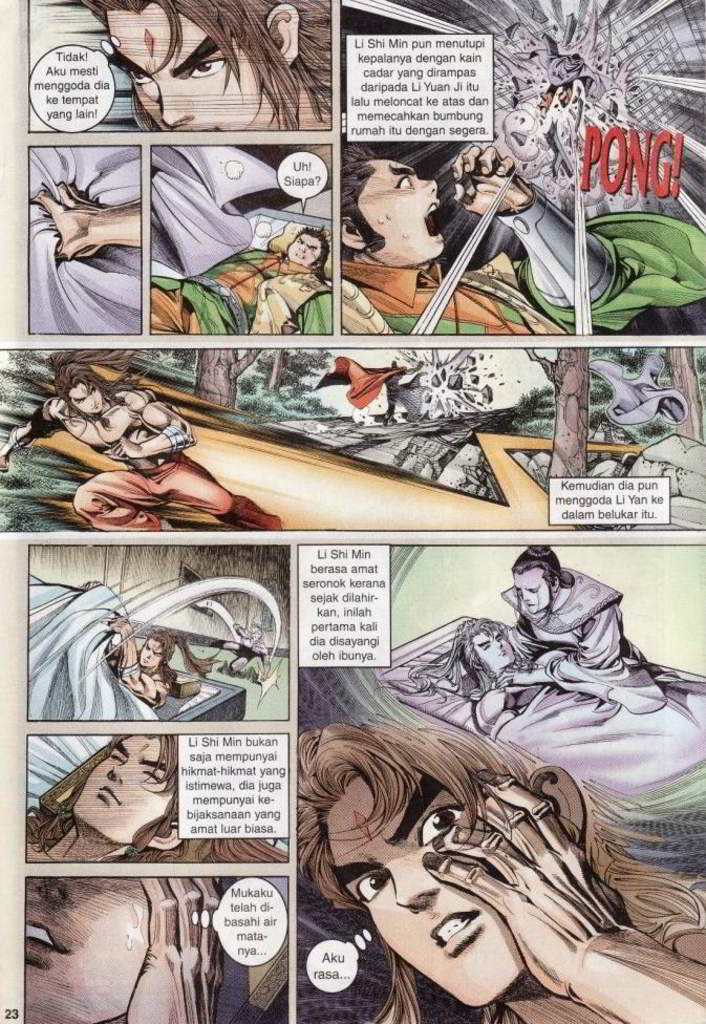 Tidak!
Aku mesti
menggoda dia
ke tempat
yang lain!
Li Shi Min pun menutupi
kepalanya dengan kain
cadar yang dirampas
daripada Li Yuan Ji itu
lalu meloncat ke atas dan
memecahkan bumbung
rumah itu dengan segera.
PONG!
Uh!
Siapa?
Kemudian dia pun
menggoda Li Yan ke
dalam belukar itu.
Li Shi Min
berasa amat
seronok kerana
sejak dilahir-
kan, inilah
pertama kali
dia disayangi
oleh ibunya.
Li Shi Min bukan
saja mempunyai
hikmat-hikmat yang
istimewa, dia juga
mempunyai ke-
bijaksanaan yang
amat luar biasa.
Mukaku
telah di-
basahi air
mata-
nya...
Aku
rasa...
23